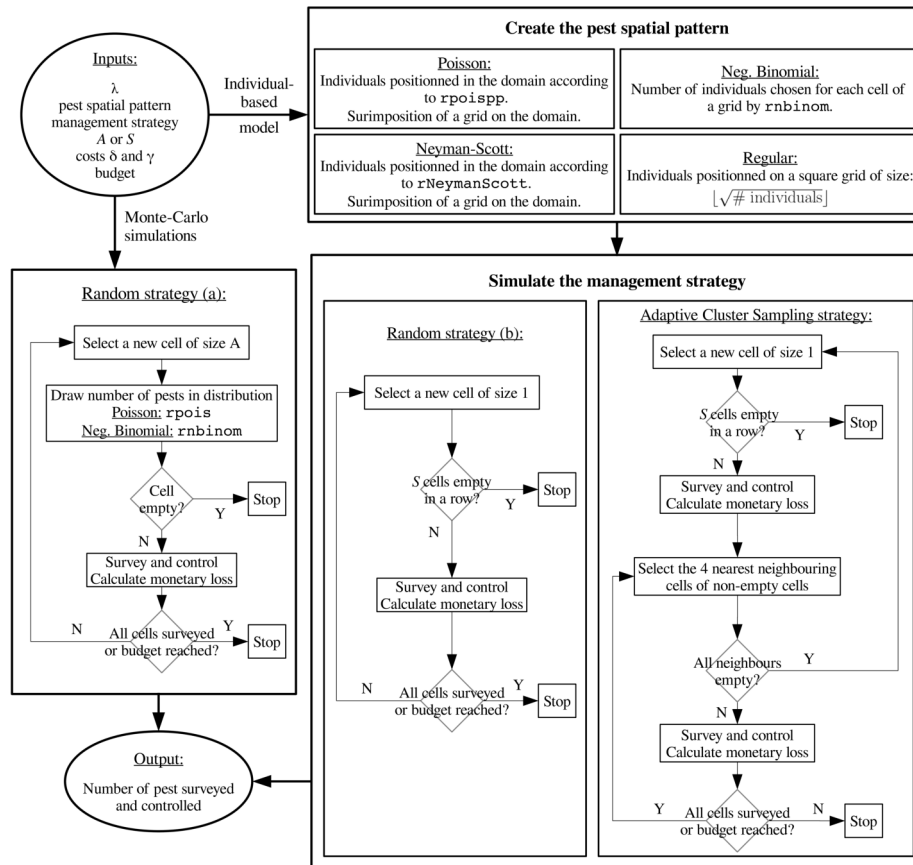 Inputs:
λ
pest spatial pattern
management strategy
A or S
costs δ and γ
budget
Individual-
based
model
Monte-Carlo
simulations
Create the pest spatial pattern
Poisson:
Individuals positionned in the domain according
to rpoispp.
Surimposition of a grid on the domain.
Neg. Binomial:
Number of individuals chosen for each cell of
a grid by rnbinom.
Neyman-Scott:
Individuals positionned in the domain according
to rNeymanScott.
Surimposition of a grid on the domain.
Regular:
Individuals positionned on a square grid of size:
⌊√# individuals⌋
Random strategy (a):
Select a new cell of size A
Draw number of pests in distribution
Poisson: rpois
Neg. Binomial: rnbinom
Cell
empty?
Y
Stop
N
Survey and control
Calculate monetary loss
N
All cells surveyed
or budget reached?
Y
Stop
Output:
Number of pest surveyed
and controlled
Simulate the management strategy
Random strategy (b):
Select a new cell of size 1
S cells empty
in a row?
Y
Stop
N
Survey and control
Calculate monetary loss
N
All cells surveyed
or budget reached?
Y
Stop
Adaptive Cluster Sampling strategy:
Select a new cell of size 1
S cells empty
in a row?
Y
Stop
N
Survey and control
Calculate monetary loss
Select the 4 nearest neighbouring
cells of non-empty cells
All neighbours
empty?
Y
N
Survey and control
Calculate monetary loss
Y
All cells surveyed
or budget reached?
N
Stop